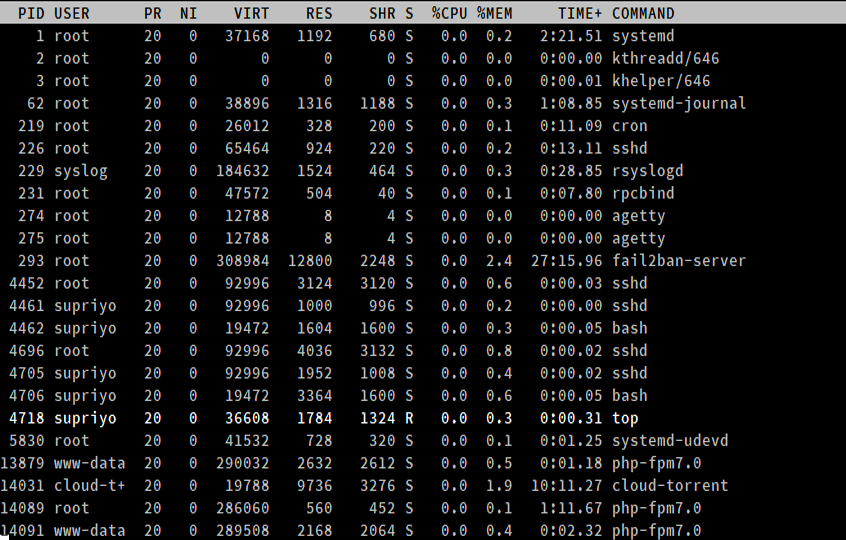 PID USER PR NI VIRT RES SHR S %CPU %MEM TIME+ COMMAND
1 root 20 0 37168 1192 680 S 0.0 0.2 2:21.51 systemd
2 root 20 0 0 0 0 S 0.0 0.0 0:00.00 kthreadd/646
3 root 20 0 0 0 0 S 0.0 0.0 0:00.01 khelper/646
62 root 20 0 38896 1316 1188 S 0.0 0.3 1:08.85 systemd-journal
219 root 20 0 26012 328 200 S 0.0 0.1 0:11.09 cron
226 root 20 0 65464 924 220 S 0.0 0.2 0:13.11 sshd
229 syslog 20 0 184632 1524 464 S 0.0 0.3 0:28.85 rsyslogd
231 root 20 0 47572 504 40 S 0.0 0.1 0:07.80 rpcbind
274 root 20 0 12788 8 4 S 0.0 0.0 0:00.00 agetty
275 root 20 0 12788 8 4 S 0.0 0.0 0:00.00 agetty
293 root 20 0 308984 12800 2248 S 0.0 2.4 27:15.96 fail2ban-server
4452 root 20 0 92996 3124 3120 S 0.0 0.6 0:00.03 sshd
4461 supriyo 20 0 92996 1000 996 S 0.0 0.2 0:00.00 sshd
4462 supriyo 20 0 19472 1604 1600 S 0.0 0.3 0:00.05 bash
4696 root 20 0 92996 4036 3132 S 0.0 0.8 0:00.02 sshd
4705 supriyo 20 0 92996 1952 1008 S 0.0 0.4 0:00.02 sshd
4706 supriyo 20 0 19472 3364 1600 S 0.0 0.6 0:00.05 bash
4718 supriyo 20 0 36608 1784 1324 R 0.0 0.3 0:00.31 top
5830 root 20 0 41532 728 320 S 0.0 0.1 0:01.25 systemd-udevd
13879 www-data 20 0 290032 2632 2612 S 0.0 0.5 0:01.18 php-fpm7.0
14031 cloud-t+ 20 0 19788 9736 3276 S 0.0 1.9 10:11.27 cloud-torrent
14089 root 20 0 286060 560 452 S 0.0 0.1 1:11.67 php-fpm7.0
14091 www-data 20 0 289508 2168 2064 S 0.0 0.4 0:02.32 php-fpm7.0